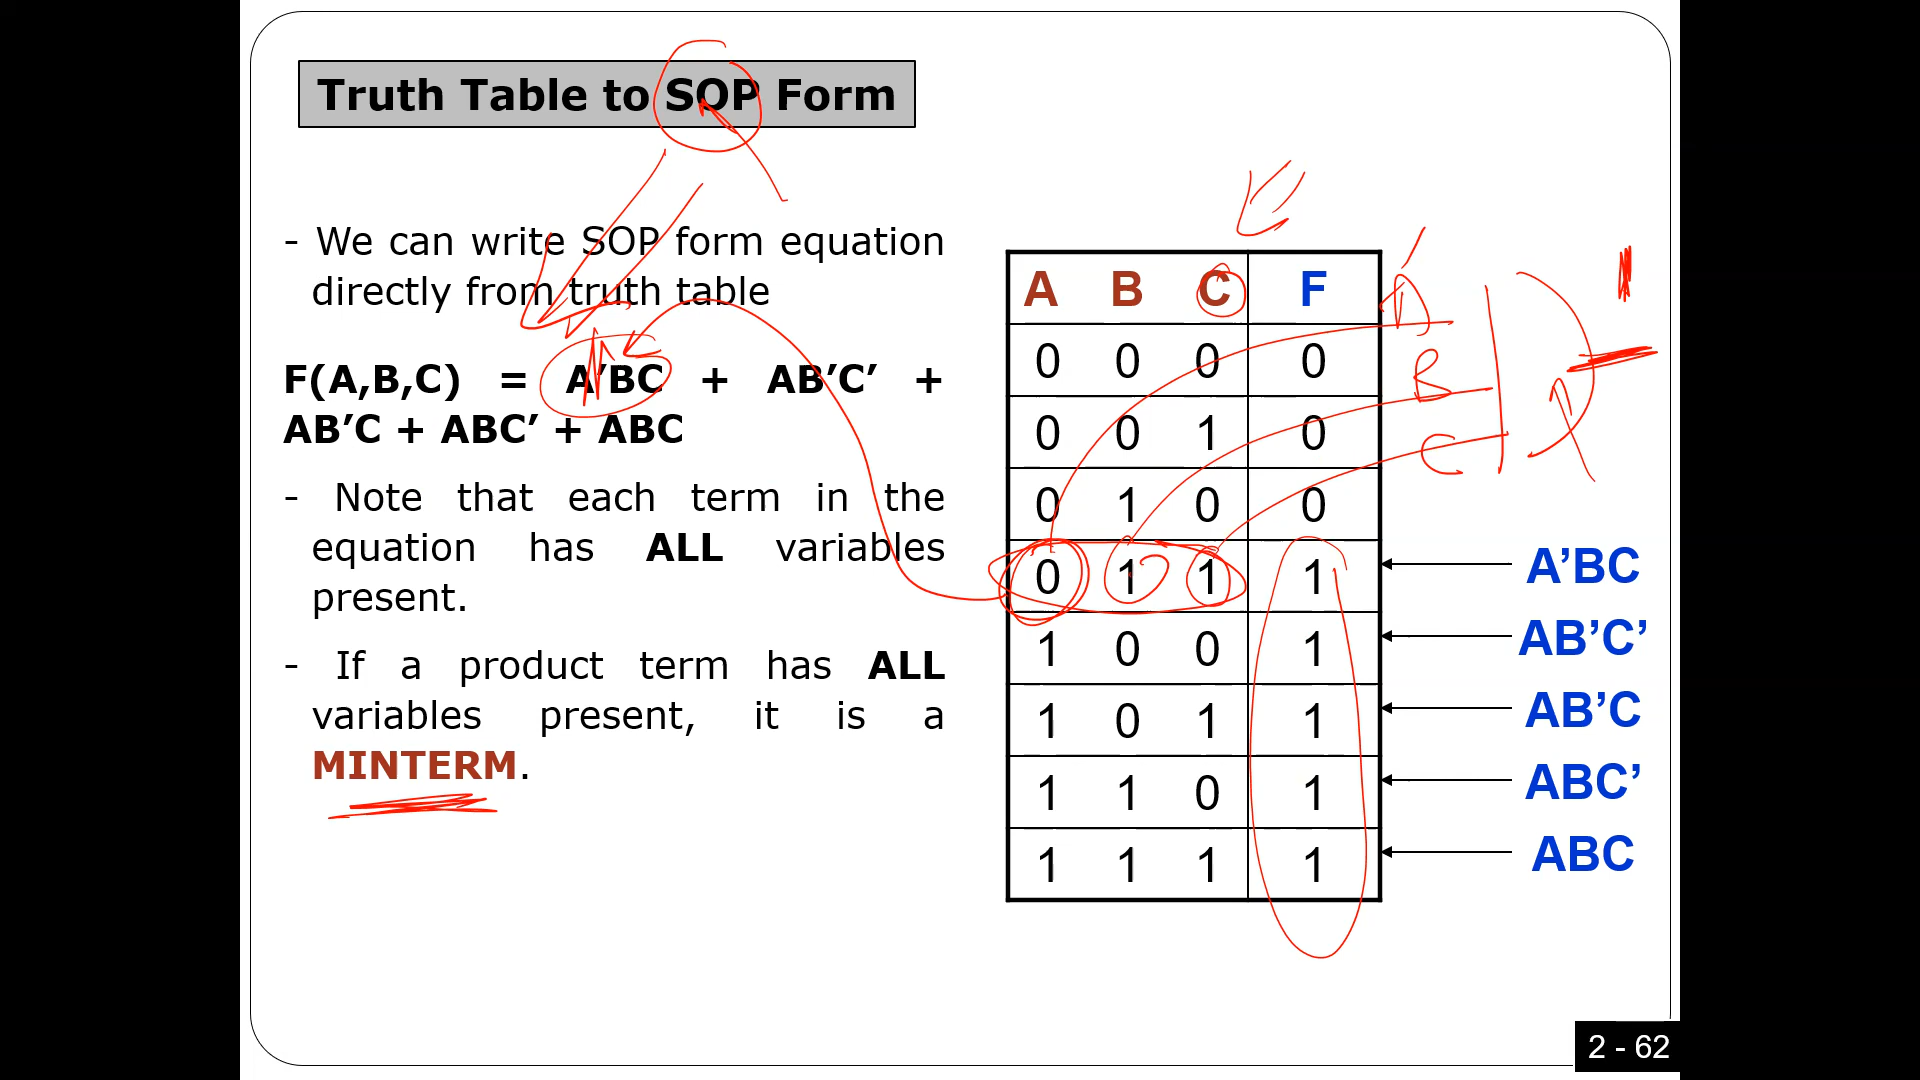 Truth Table to SOP Form
- We can write SOP form equation
directly from truth table
F(A,B,C) = A’BC + AB’C’ +
AB’C + ABC’ + ABC
- Note that each term in the
equation has ALL variables
present.
- If a product term has ALL
variables present, it is a
MINTERM.
A B C F
0 0 0 0
0 0 1 0
0 1 0 0
0 1 1 1 A’BC
1 0 0 1 AB’C’
1 0 1 1 AB’C
1 1 0 1 ABC’
1 1 1 1 ABC
B
C
2 - 62